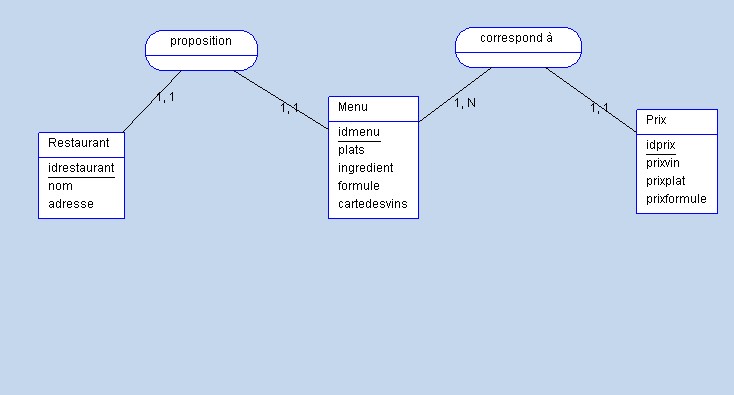 proposition
correspond à
1, 1
1, 1
1, N
1, 1
Restaurant
idrestaurant
nom
adresse
Menu
idmenu
plats
ingredient
formule
cartedesvins
Prix
idprix
prixvin
prixplat
prixformule